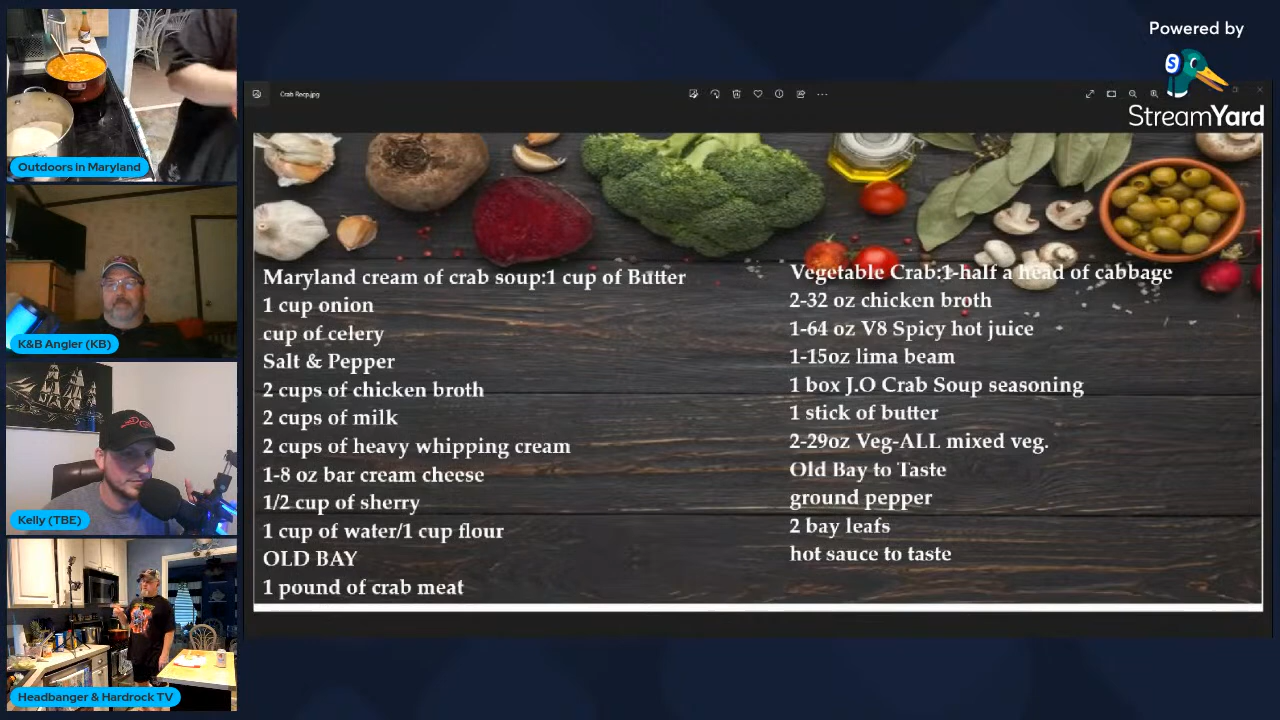 Powered by
StreamYard
Crab Recp.jpg
Outdoors in Maryland
K&B Angler (KB)
Kelly (TBE)
Headbanger & Hardrock TV
Maryland cream of crab soup:1 cup of Butter
1 cup onion
cup of celery
Salt & Pepper
2 cups of chicken broth
2 cups of milk
2 cups of heavy whipping cream
1-8 oz bar cream cheese
1/2 cup of sherry
1 cup of water/1 cup flour
OLD BAY
1 pound of crab meat
Vegetable Crab:1-half a head of cabbage
2-32 oz chicken broth
1-64 oz V8 Spicy hot juice
1-15oz lima beam
1 box J.O Crab Soup seasoning
1 stick of butter
2-29oz Veg-ALL mixed veg.
Old Bay to Taste
ground pepper
2 bay leafs
hot sauce to taste